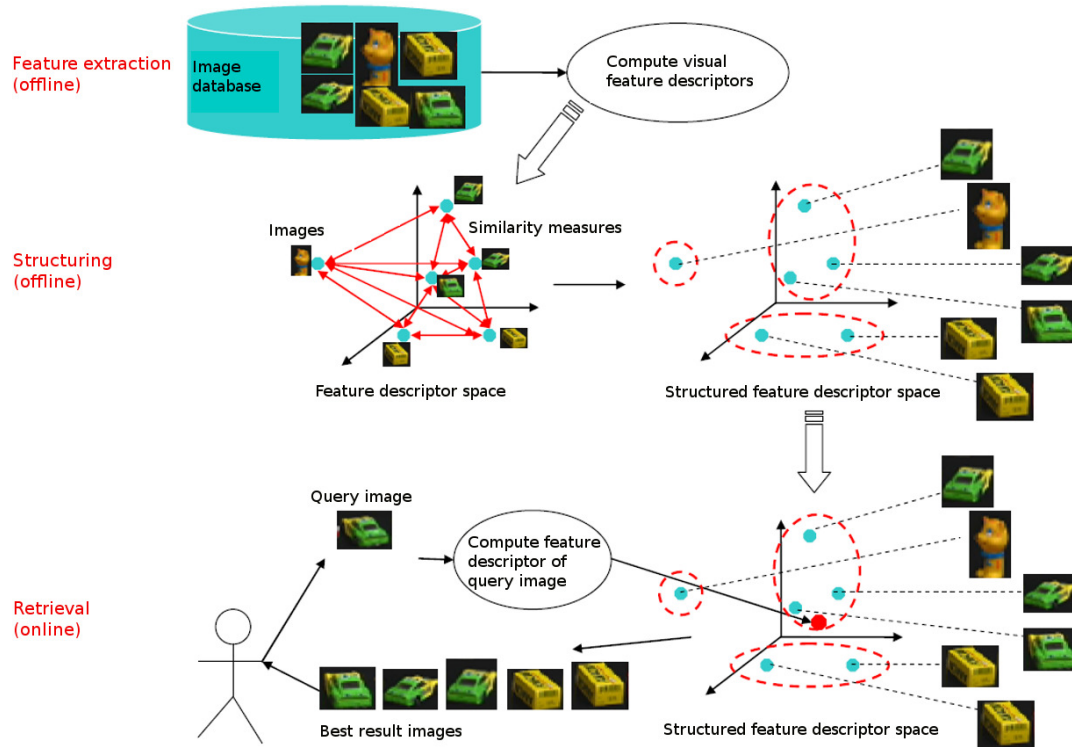 Feature extraction
(offline)
Image
database
Compute visual
feature descriptors
Images
Similarity measures
Structuring
(offline)
Feature descriptor space
Structured feature descriptor space
Query image
Compute feature
descriptor of
query image
Retrieval
(online)
Best result images
Structured feature descriptor space